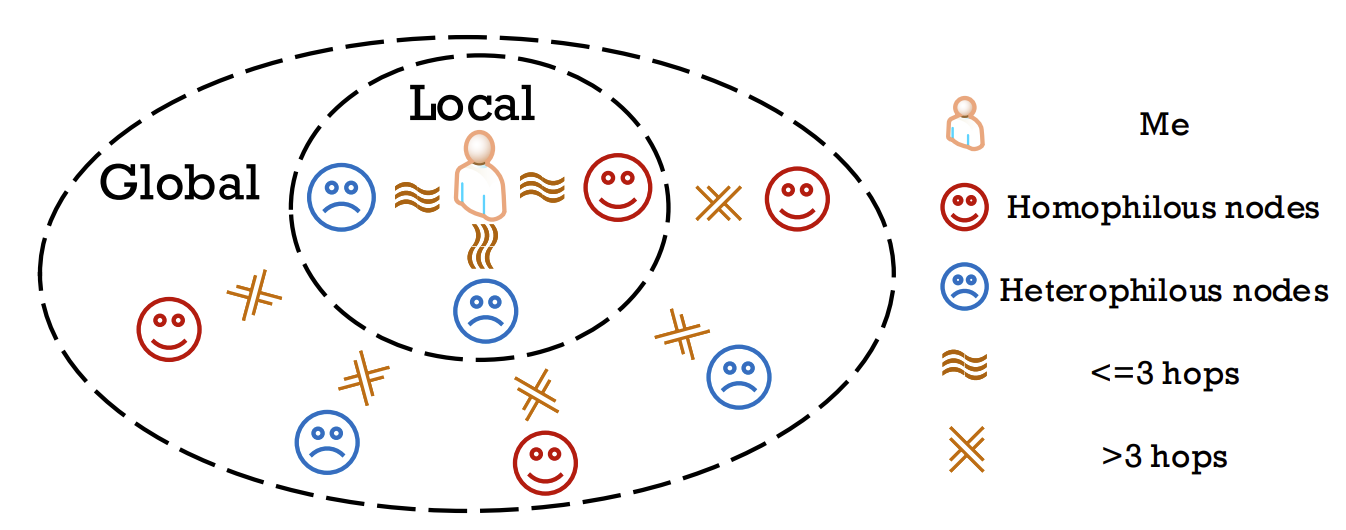 Local
Global
Me
Homophilous nodes
Heterophilous nodes
<=3 hops
>3 hops